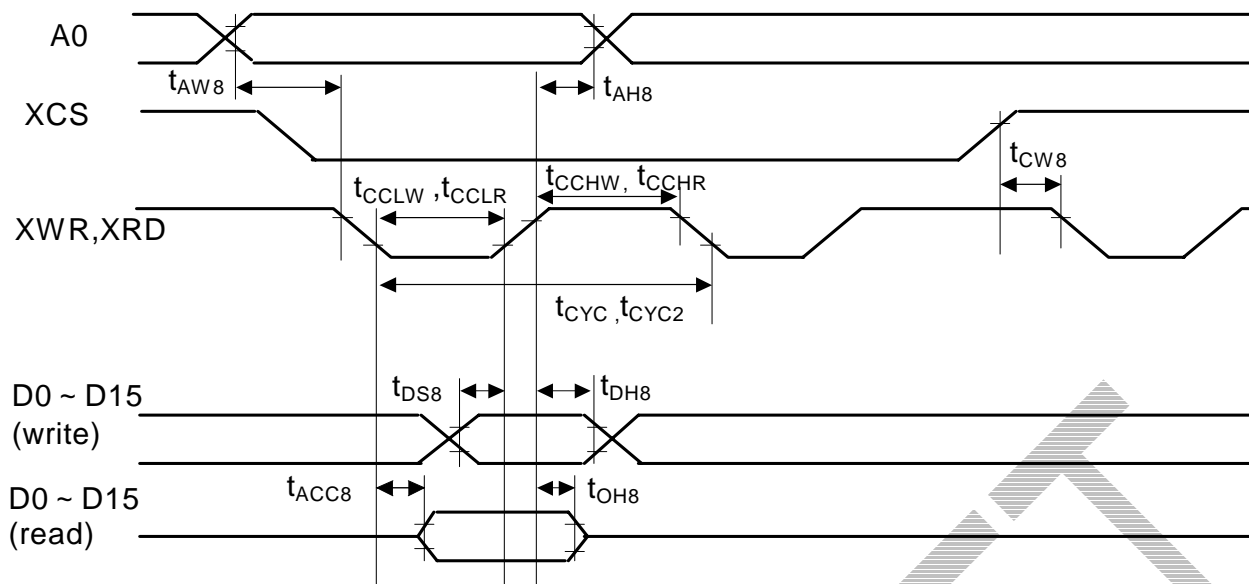 A0
tAW8
tAH8
XCS
tCW8
tCCLW ,tCCLR
tCCHW, tCCHR
XWR,XRD
tCYC ,tCYC2
D0 ~ D15
(write)
tDS8
tDH8
D0 ~ D15
(read)
tACC8
tOH8